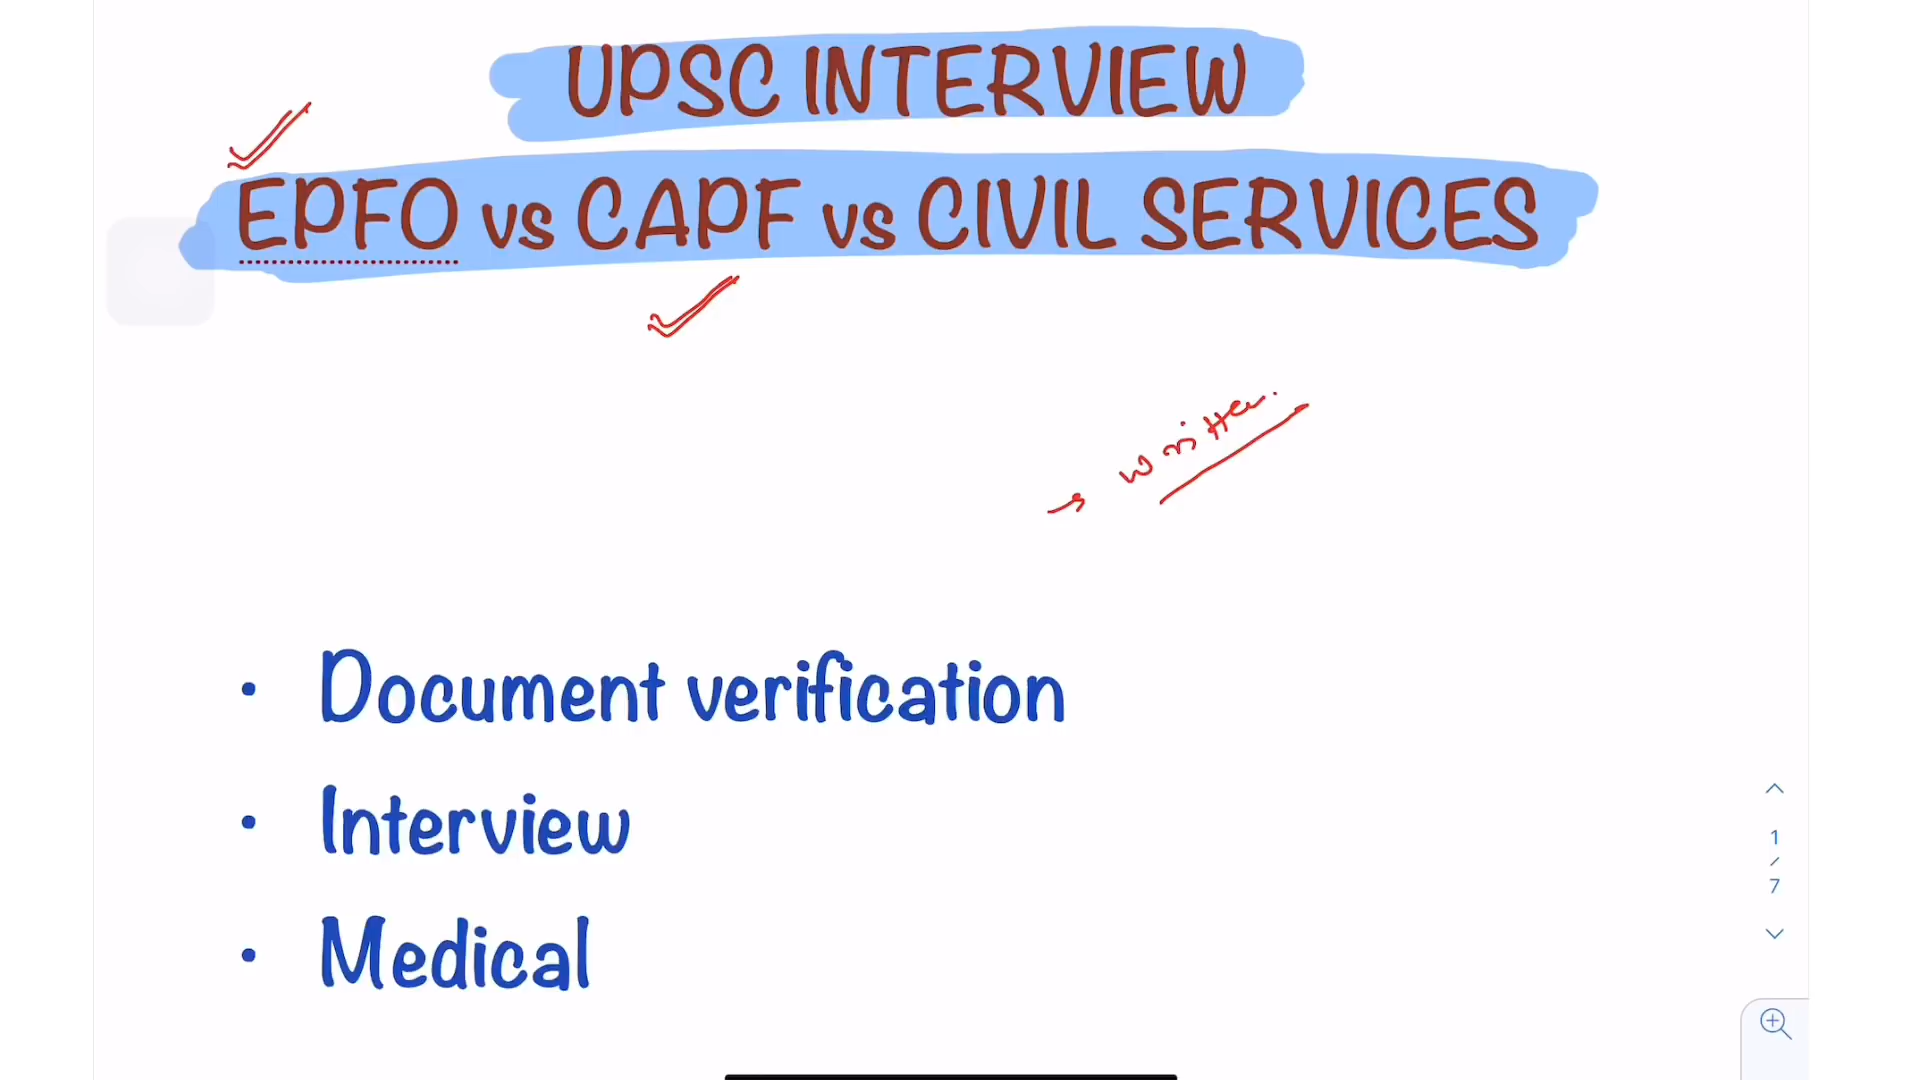 UPSC INTERVIEW
EPFO vs CAPF vs CIVIL SERVICES
→ written.
• Document verification
• Interview
• Medical
1
/
7